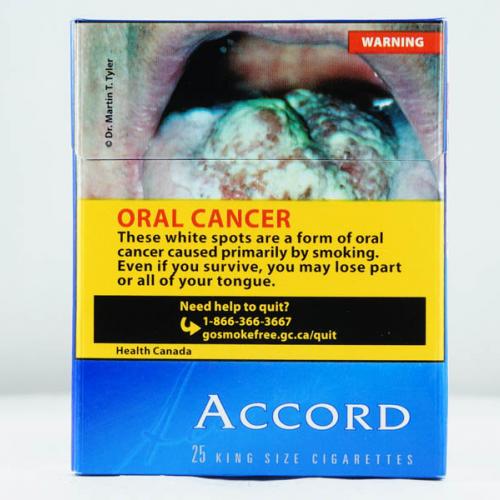 WARNING
© Dr. Martin T. Tyler
ORAL CANCER
These white spots are a form of oral
cancer caused primarily by smoking.
Even if you survive, you may lose part
or all of your tongue.
Need help to quit?
1-866-366-3667
gosmokefree.gc.ca/quit
Health Canada
ACCORD
25 KING SIZE CIGARETTES